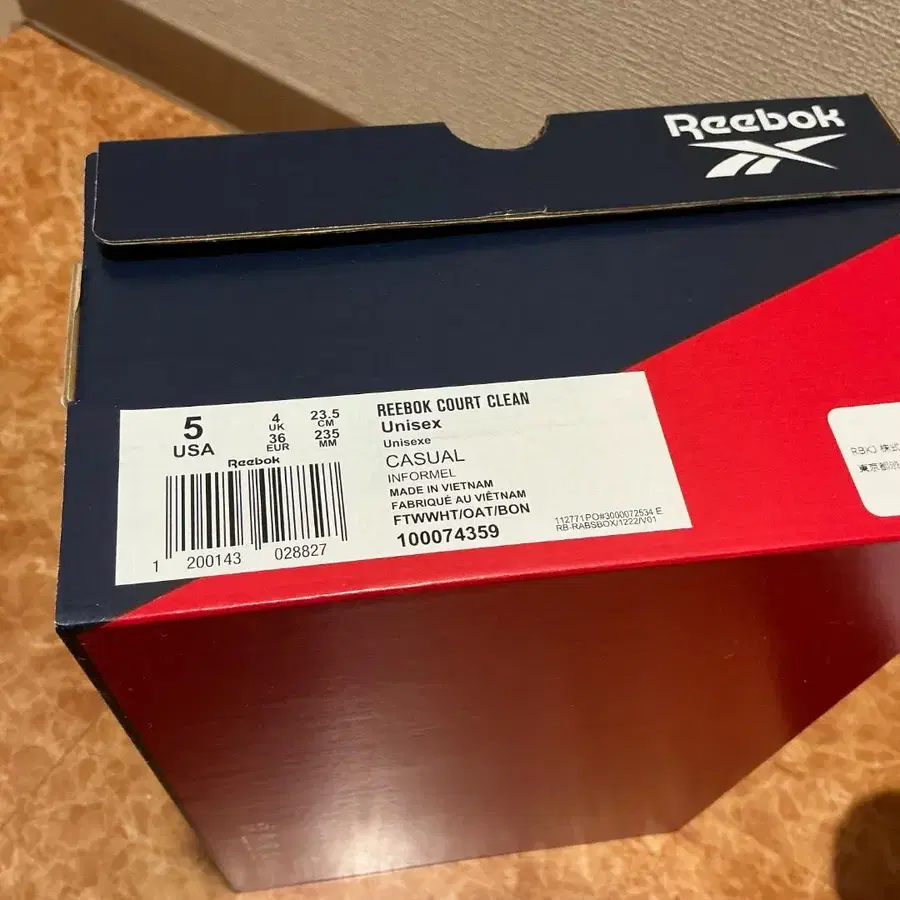 Reebok
5
USA
4
UK
36
EUR
23.5
CM
235
MM
Reebok
1 200143 028827
REEBOK COURT CLEAN
Unisex
Unisexe
CASUAL
INFORMEL
MADE IN VIETNAM
FABRIQUÉ AU VIÊTNAM
FTWWHT/OAT/BON
100074359
112771PO#3000072534 E
RB-RABSBOX/1222/V01
RBKJ 株式
東京都港